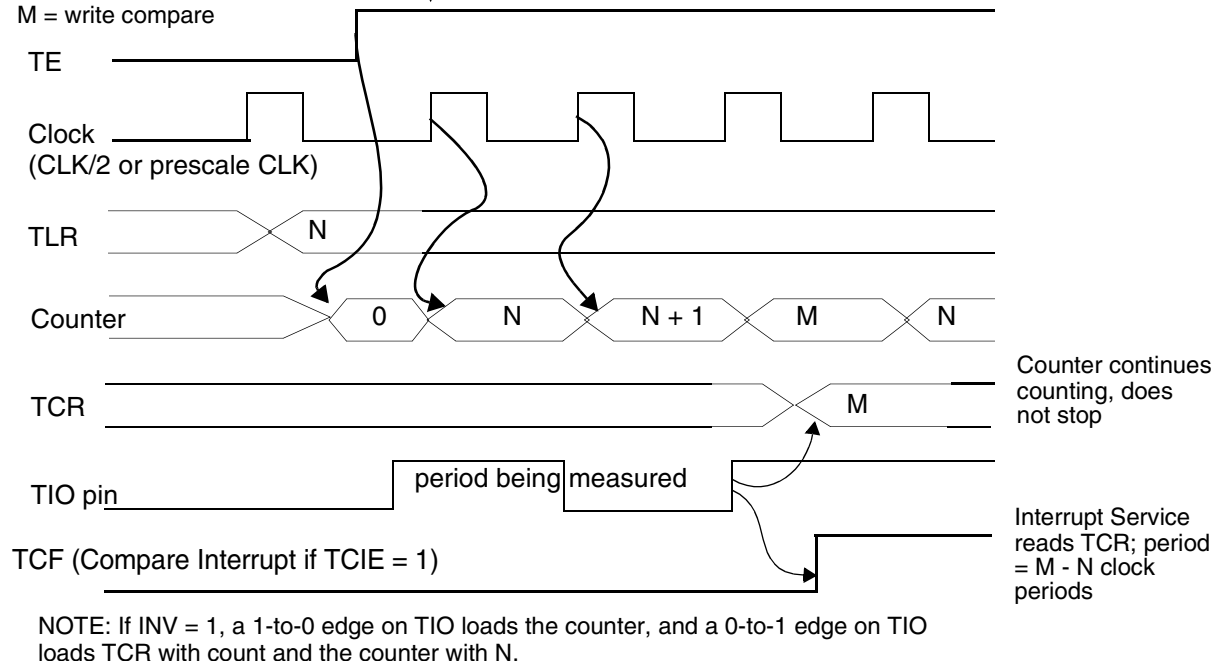 M = write compare
TE
Clock
(CLK/2 or prescale CLK)
TLR
N
Counter
0
N
N + 1
M
N
TCR
M
Counter continues
counting, does
not stop
TIO pin
period being measured
TCF (Compare Interrupt if TCIE = 1)
Interrupt Service
reads TCR; period
= M - N clock
periods
NOTE: If INV = 1, a 1-to-0 edge on TIO loads the counter, and a 0-to-1 edge on TIO
loads TCR with count and the counter with N.